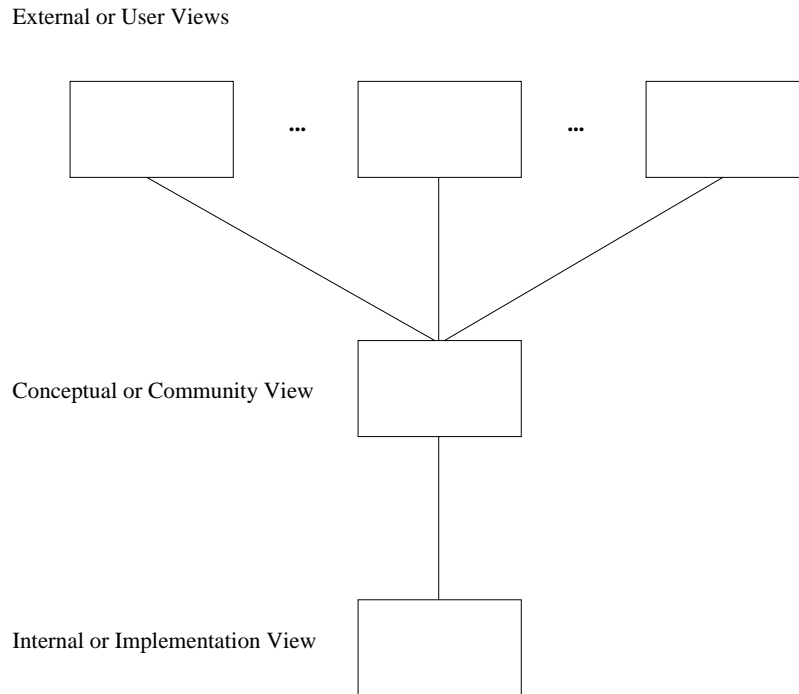 External or User Views
... ...
Conceptual or Community View
Internal or Implementation View